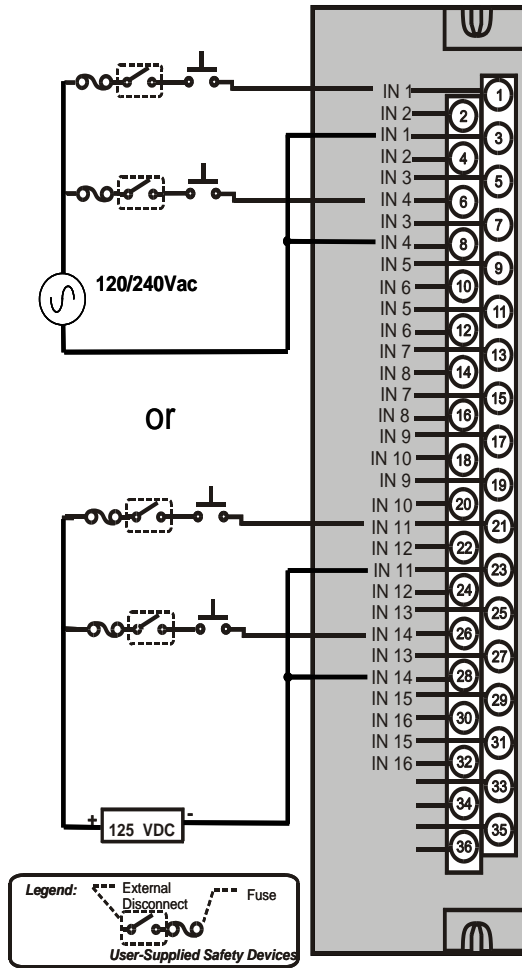 IN 1
1
IN 2
2
IN 1
3
IN 2
4
IN 3
5
IN 4
6
IN 3
7
IN 4
8
IN 5
9
IN 6
10
IN 5
11
IN 6
12
IN 7
13
IN 8
14
IN 7
15
IN 8
16
IN 9
17
IN 10
18
IN 9
19
IN 10
20
IN 11
21
IN 12
22
IN 11
23
IN 12
24
IN 13
25
IN 14
26
IN 13
27
IN 14
28
IN 15
29
IN 16
30
IN 15
31
IN 16
32
33
34
35
36
120/240Vac
or
+ 125 VDC -
Legend:
External
Disconnect
Fuse
User-Supplied Safety Devices